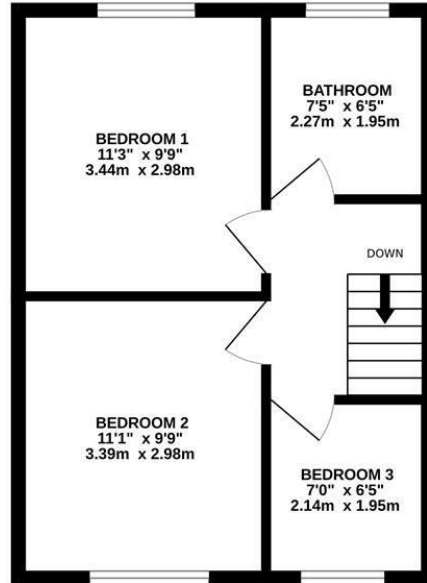 BATHROOM
7'5" x 6'5"
2.27m x 1.95m
BEDROOM 1
11'3" x 9'9"
3.44m x 2.98m
DOWN
BEDROOM 2
11'1" x 9'9"
3.39m x 2.98m
BEDROOM 3
7'0" x 6'5"
2.14m x 1.95m